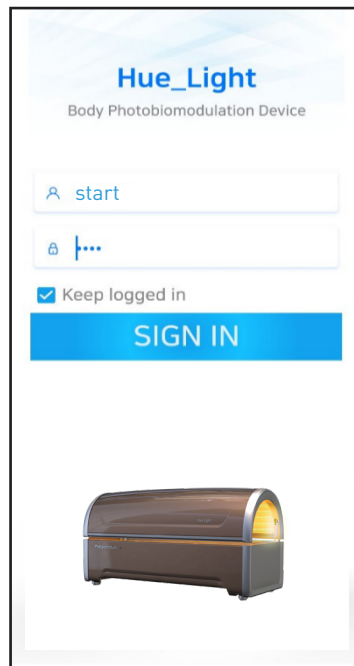 Hue_Light
Body Photobiomodulation Device
start
••••
Keep logged in
SIGN IN